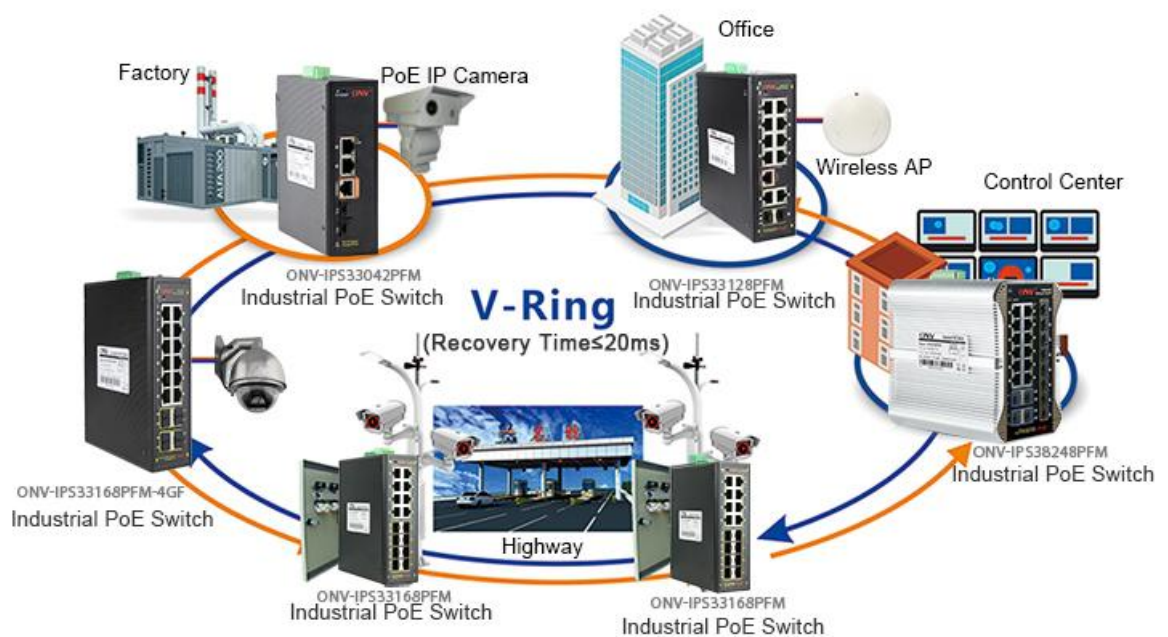 Office
Factory
PoE IP Camera
Wireless AP
Control Center
ALFA200
ONV-IPS33042PFM
Industrial PoE Switch
ONV-IPS33128PFM
Industrial PoE Switch
V-Ring
(Recovery Time≤20ms)
ONV-IPS38248PFM
Industrial PoE Switch
ONV-IPS33168PFM-4GF
Industrial PoE Switch
Highway
ONV-IPS33168PFM
Industrial PoE Switch
ONV-IPS33168PFM
Industrial PoE Switch